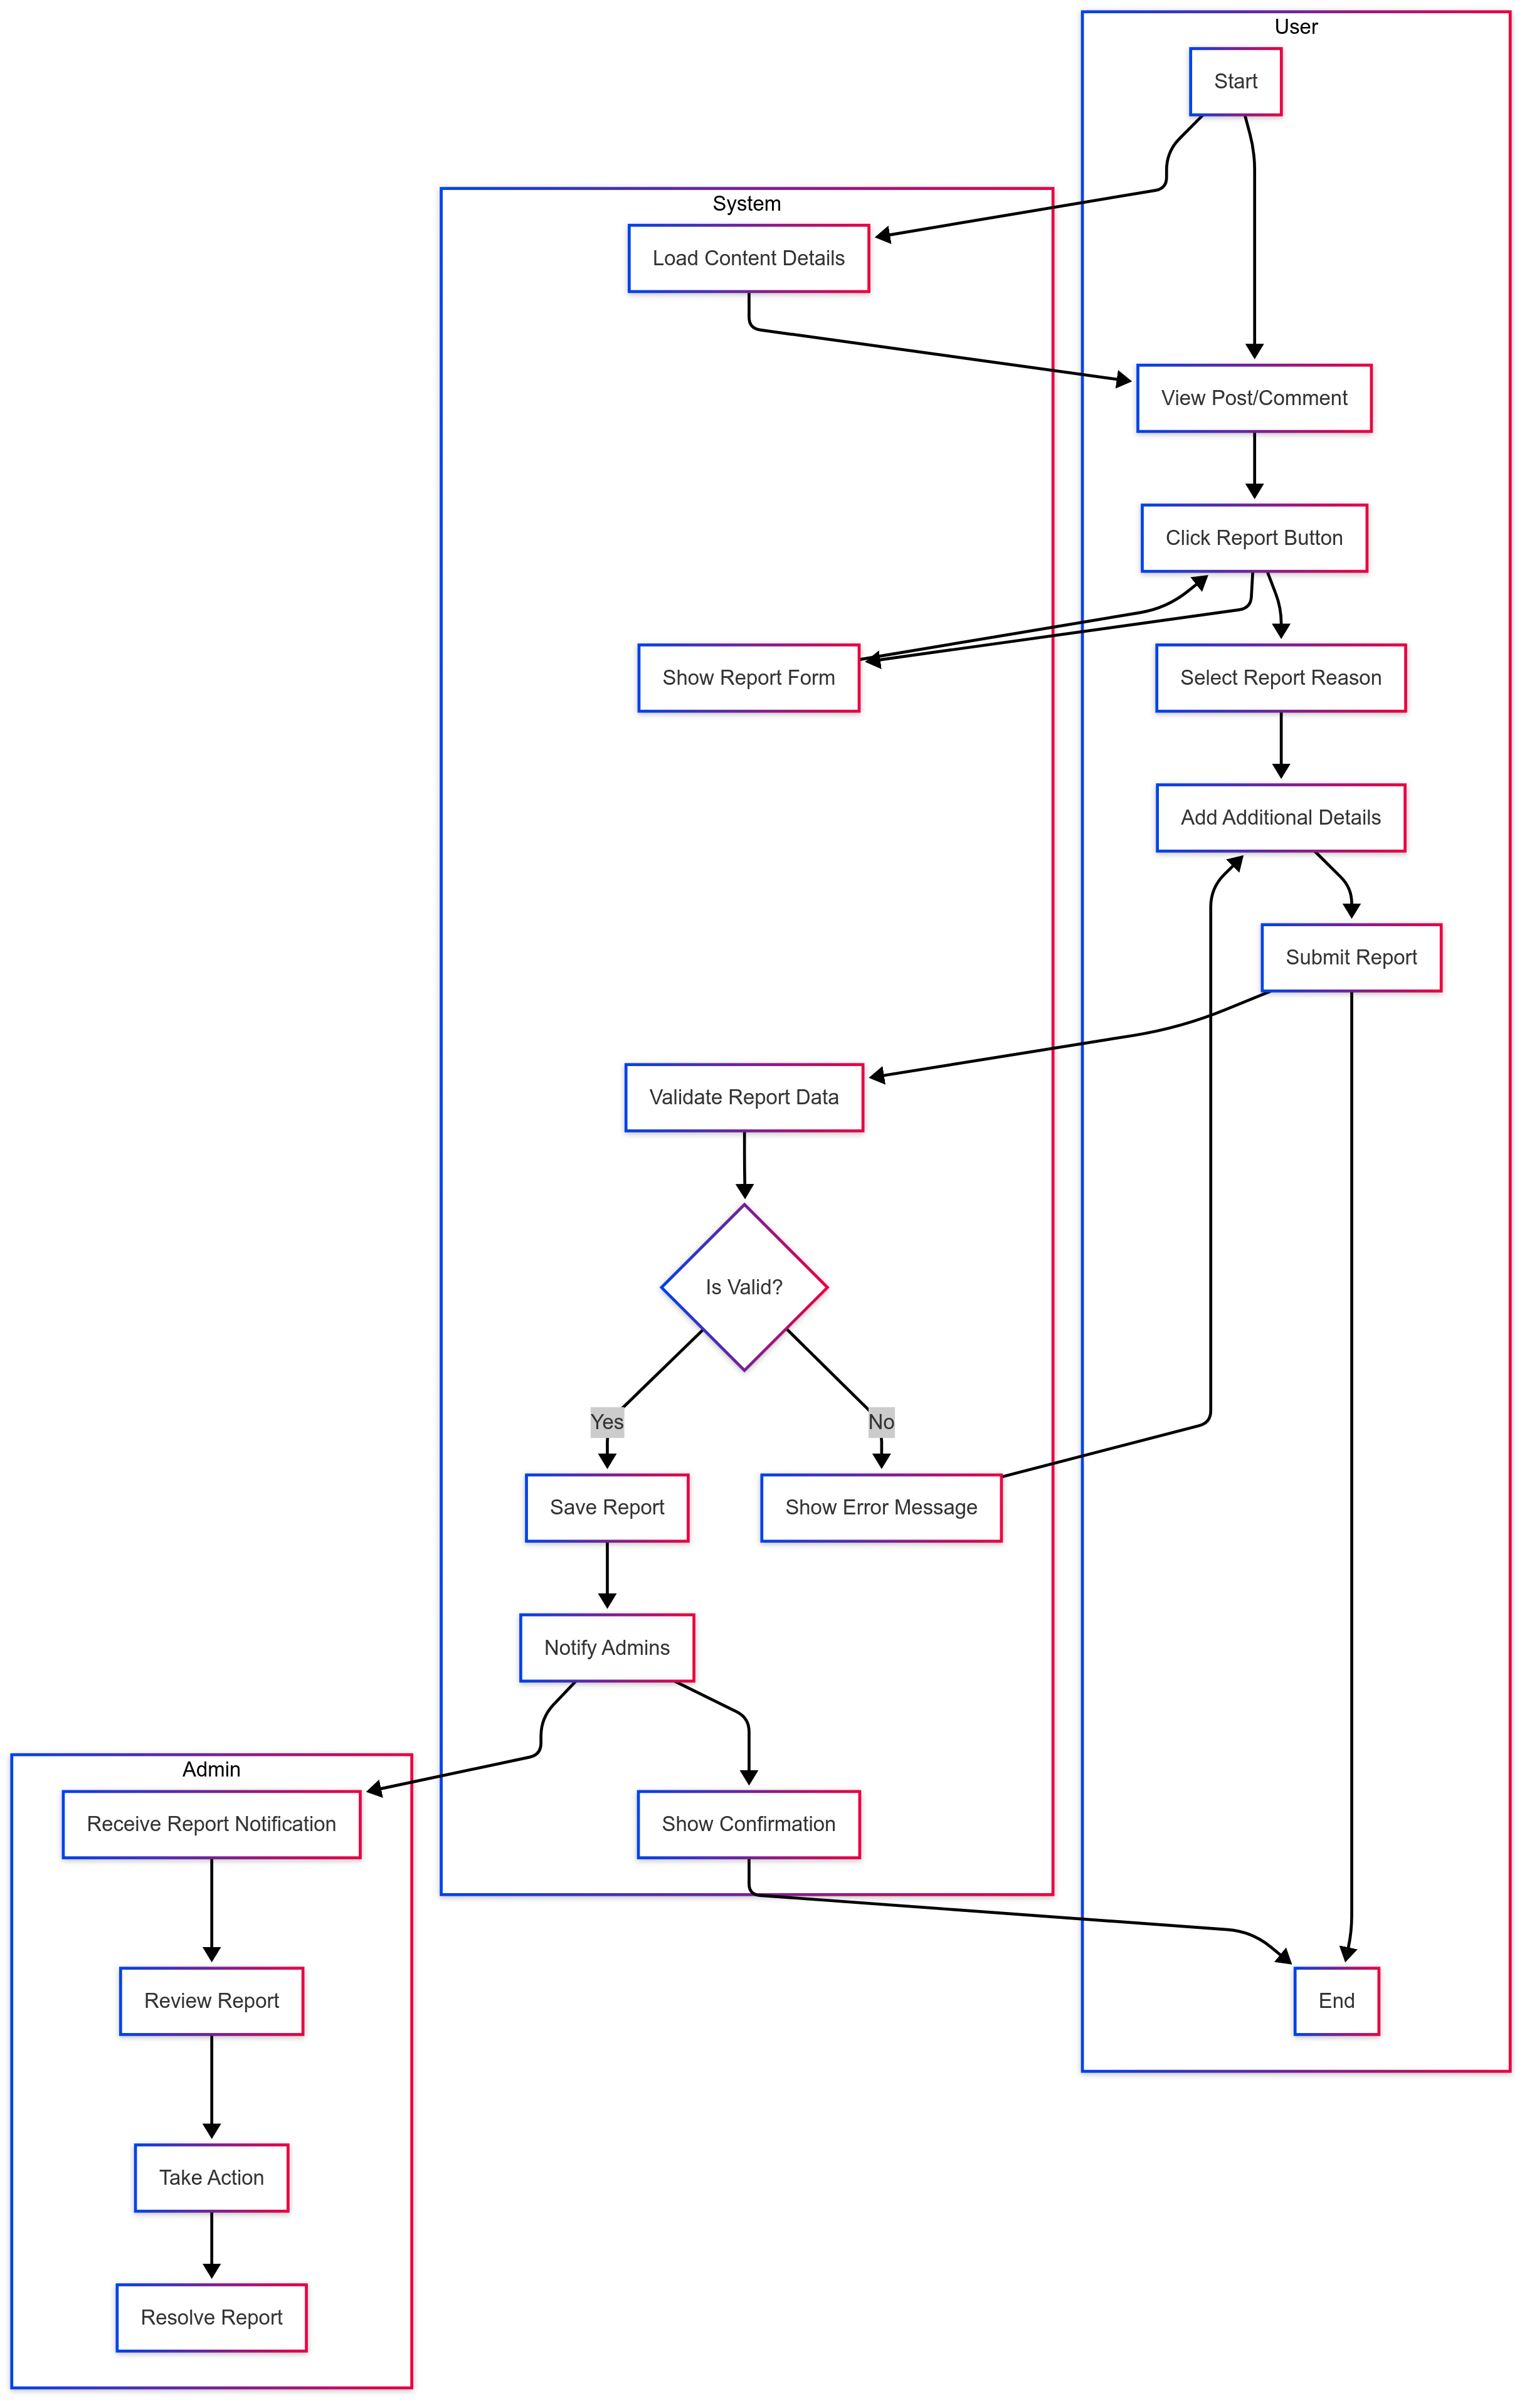 User
Start
System
Load Content Details
View Post/Comment
Click Report Button
Show Report Form
Select Report Reason
Add Additional Details
Submit Report
Validate Report Data
Is Valid?
Yes
No
Save Report
Show Error Message
Notify Admins
Admin
Receive Report Notification
Show Confirmation
Review Report
End
Take Action
Resolve Report